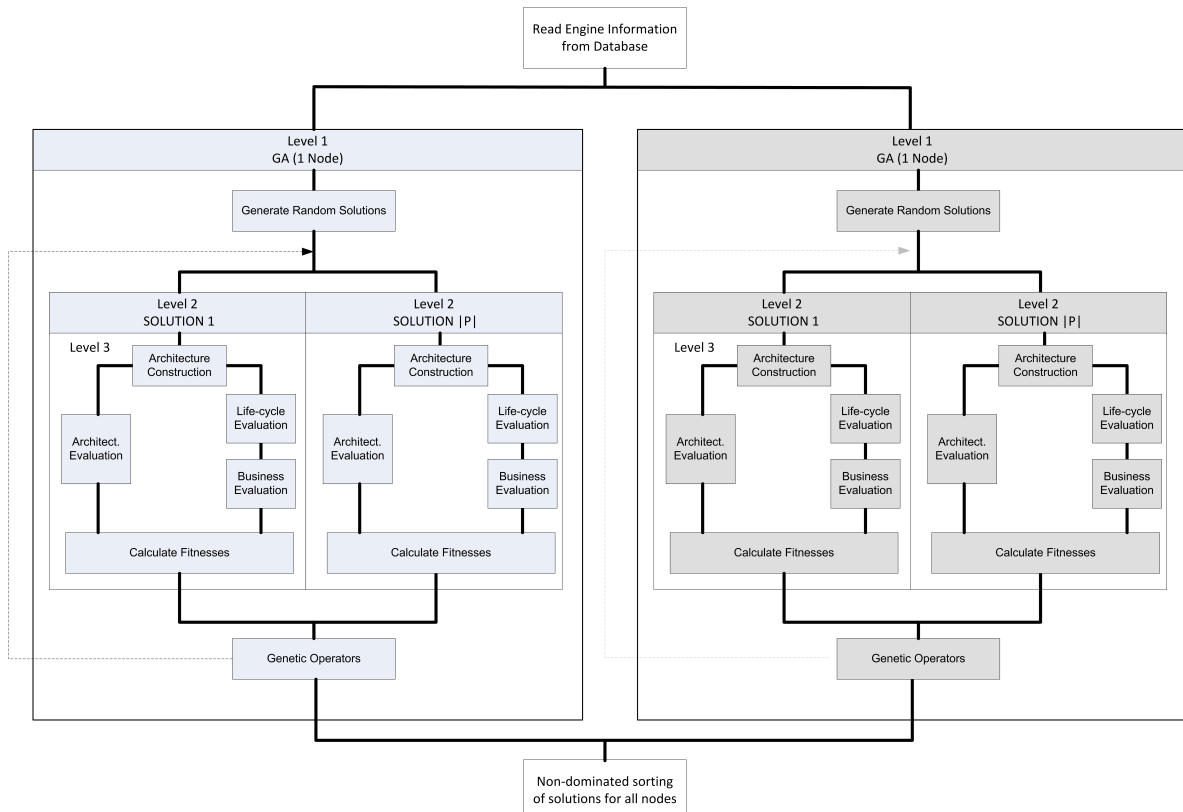 Read Engine Information
from Database
Level 1
GA (1 Node)
Generate Random Solutions
Level 2
SOLUTION 1
Level 2
SOLUTION |P|
Level 3
Architecture
Construction
Architect.
Evaluation
Life-cycle
Evaluation
Business
Evaluation
Calculate Fitnesses
Architecture
Construction
Architect.
Evaluation
Life-cycle
Evaluation
Business
Evaluation
Calculate Fitnesses
Genetic Operators
Level 1
GA (1 Node)
Generate Random Solutions
Level 2
SOLUTION 1
Level 2
SOLUTION |P|
Level 3
Architecture
Construction
Architect.
Evaluation
Life-cycle
Evaluation
Business
Evaluation
Calculate Fitnesses
Architecture
Construction
Architect.
Evaluation
Life-cycle
Evaluation
Business
Evaluation
Calculate Fitnesses
Genetic Operators
Non-dominated sorting
of solutions for all nodes